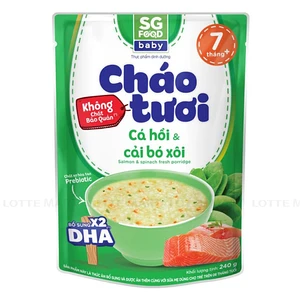 SG
FOOD
baby
Thực phẩm dinh dưỡng
7
tháng+
Cháo
tươi
Không
Chất
Bảo Quản
Cá hồi &
cải bó xôi
Salmon & spinach fresh porridge
Prebiotic
BỔ SUNG X2
DHA
Khối lượng tịnh: 240 g
LOTTE M